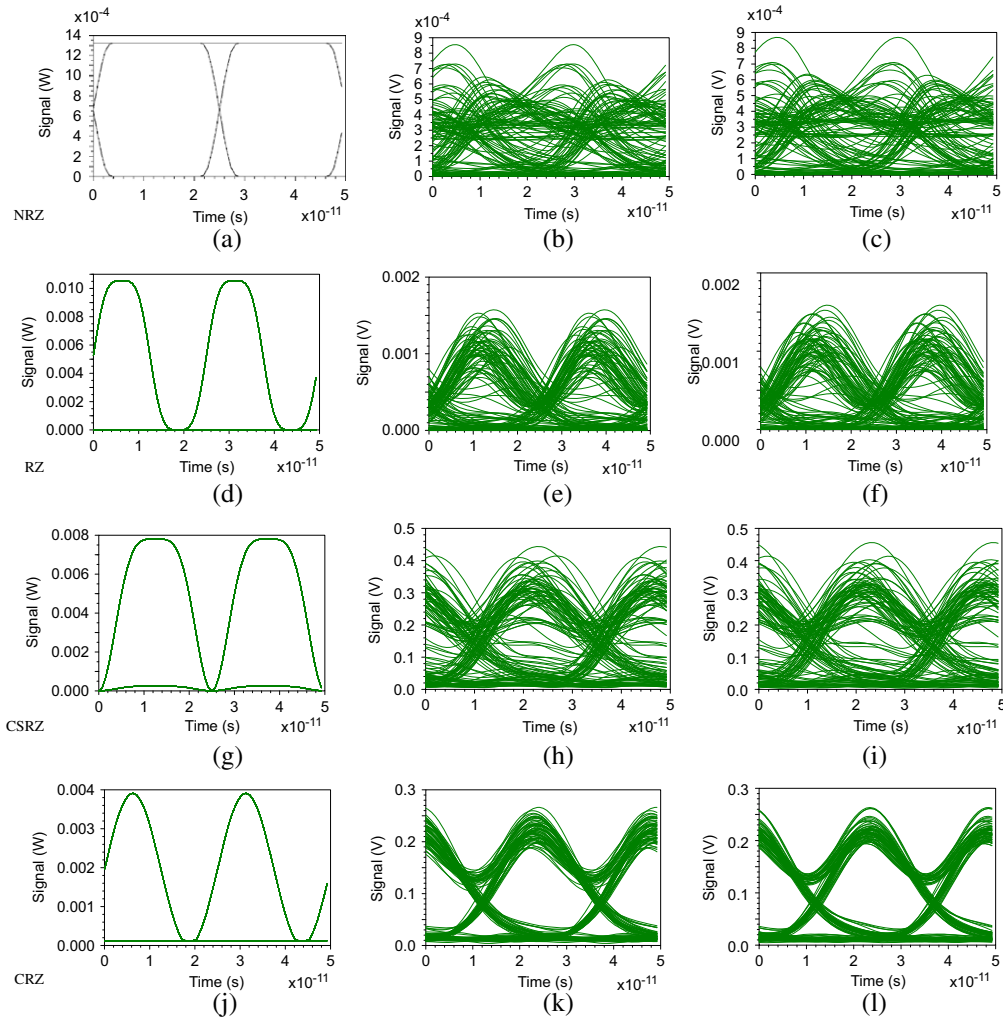 x10-4
14
12
10
8
6
4
2
0
Signal (W)
0 1 2 3 4 5
Time (s)
x10-11
NRZ
(a)
x10-4
9
8
7
6
5
4
3
2
1
0
Signal (V)
0 1 2 3 4 5
Time (s)
x10-11
(b)
x10-4
9
8
7
6
5
4
3
2
1
0
Signal (V)
0 1 2 3 4 5
Time (s)
x10-11
(c)
0.010
0.008
0.006
0.004
0.002
0.000
Signal (W)
0 1 2 3 4 5
Time (s)
x10-11
RZ
(d)
0.002
0.001
0.000
Signal (V)
0 1 2 3 4 5
Time (s)
x10-11
(e)
0.002
0.001
0.000
Signal (V)
0 1 2 3 4 5
Time (s)
x10-11
(f)
0.008
0.006
0.004
0.002
0.000
Signal (W)
0 1 2 3 4 5
Time (s)
x10-11
CSRZ
(g)
0.5
0.4
0.3
0.2
0.1
0.0
Signal (V)
0 1 2 3 4 5
Time (s)
x10-11
(h)
0.5
0.4
0.3
0.2
0.1
0.0
Signal (V)
0 1 2 3 4 5
Time (s)
x10-11
(i)
0.004
0.003
0.002
0.001
0.000
Signal (W)
0 1 2 3 4 5
Time (s)
x10-11
CRZ
(j)
0.3
0.2
0.1
0.0
Signal (V)
0 1 2 3 4 5
Time (s)
x10-11
(k)
0.3
0.2
0.1
0.0
Signal (V)
0 1 2 3 4 5
Time (s)
x10-11
(l)